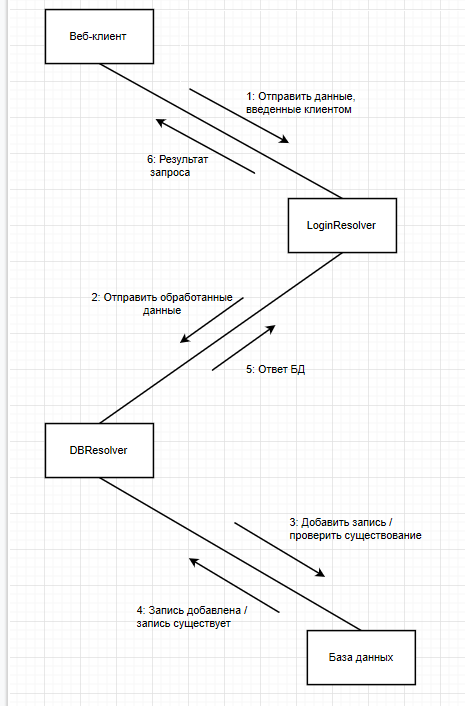 Веб-клиент
1: Отправить данные,
введенные клиентом
6: Результат
запроса
LoginResolver
2: Отправить обработанные
данные
5: Ответ БД
DBResolver
3: Добавить запись /
проверить существование
4: Запись добавлена /
запись существует
База данных